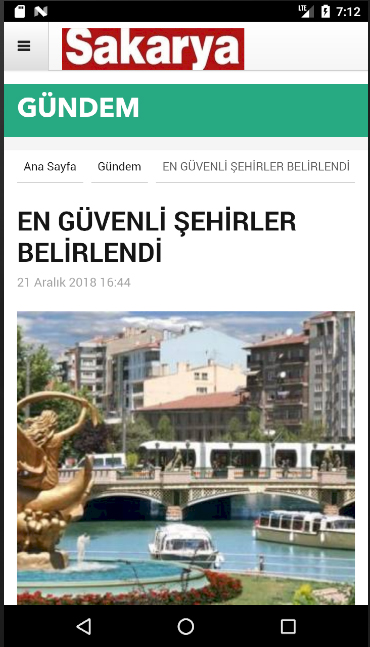 LTE 7:12
Sakarya
GÜNDEM
Ana Sayfa Gündem EN GÜVENLİ ŞEHİRLER BELİRLENDİ
EN GÜVENLİ ŞEHİRLER
BELİRLENDİ
21 Aralık 2018 16:44